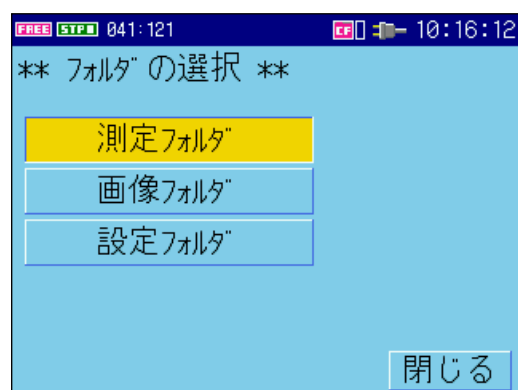 FREE STP 041:121 CF 10:16:12
** フォルダの選択 **
測定フォルダ
画像フォルダ
設定フォルダ
閉じる